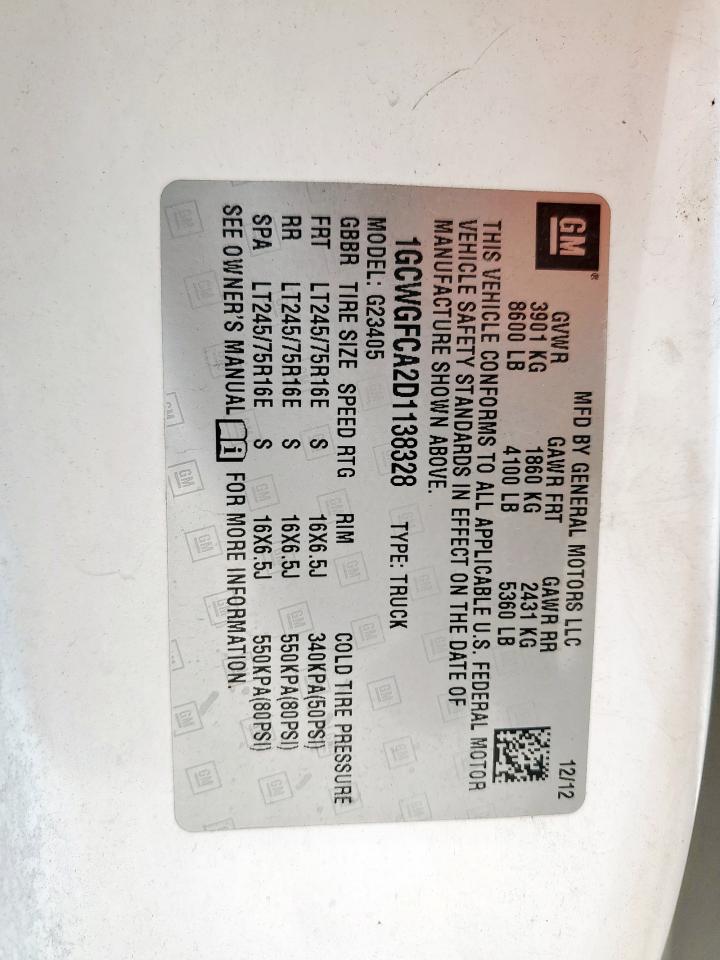 GM®
MFD BY GENERAL MOTORS LLC 12/12
GVWR GAWR FRT GAWR RR
3901 KG 1860 KG 2431 KG
8600 LB 4100 LB 5360 LB
THIS VEHICLE CONFORMS TO ALL APPLICABLE U.S. FEDERAL MOTOR
VEHICLE SAFETY STANDARDS IN EFFECT ON THE DATE OF
MANUFACTURE SHOWN ABOVE.
1GCWGFCA2D1138328 TYPE: TRUCK
MODEL: G23405
GBBR TIRE SIZE SPEED RTG RIM COLD TIRE PRESSURE
FRT LT245/75R16E S 16X6.5J 340KPA(50PSI)
RR LT245/75R16E S 16X6.5J 550KPA(80PSI)
SPA LT245/75R16E S 16X6.5J 550KPA(80PSI)
SEE OWNER'S MANUAL i FOR MORE INFORMATION.